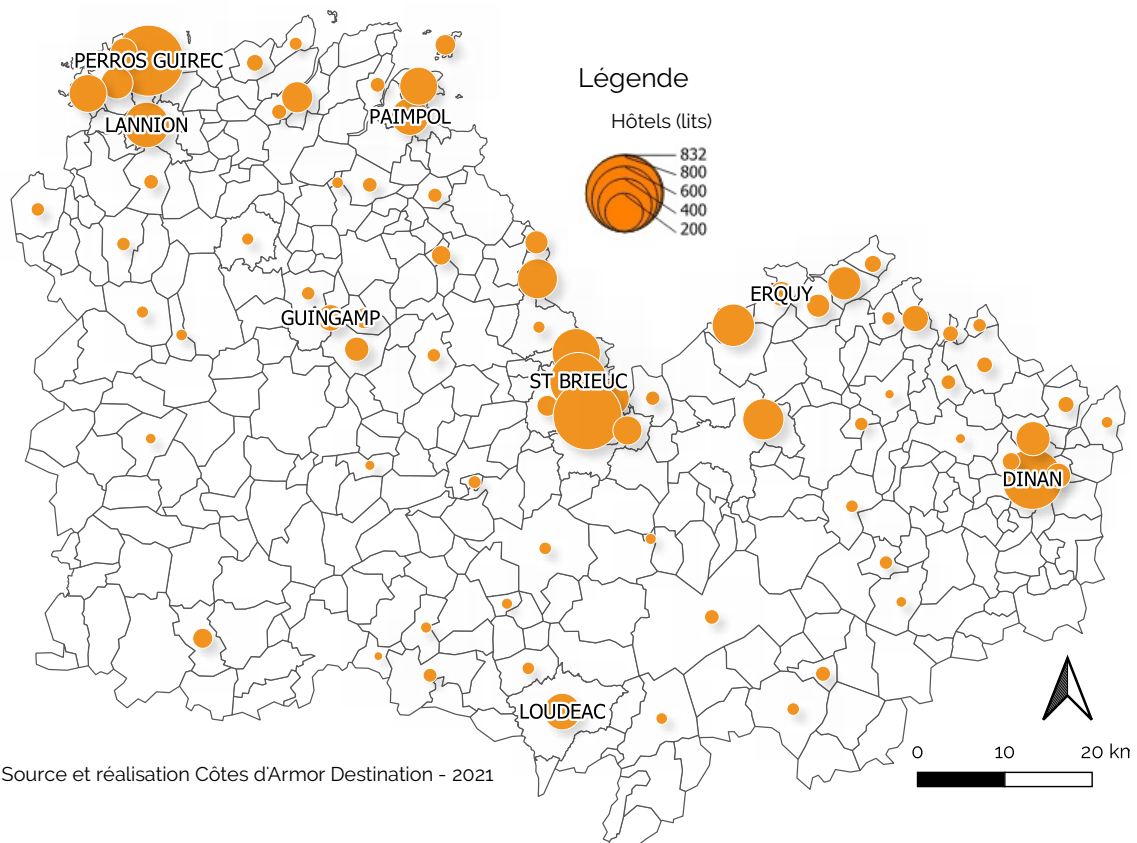 PERROS GUIREC
LANNION
PAIMPOL
Légende
Hôtels (lits)
832
800
600
400
200
ERQUY
GUINGAMP
ST BRIEUC
DINAN
LOUDEAC
0 10 20 km
Source et réalisation Côtes d'Armor Destination - 2021